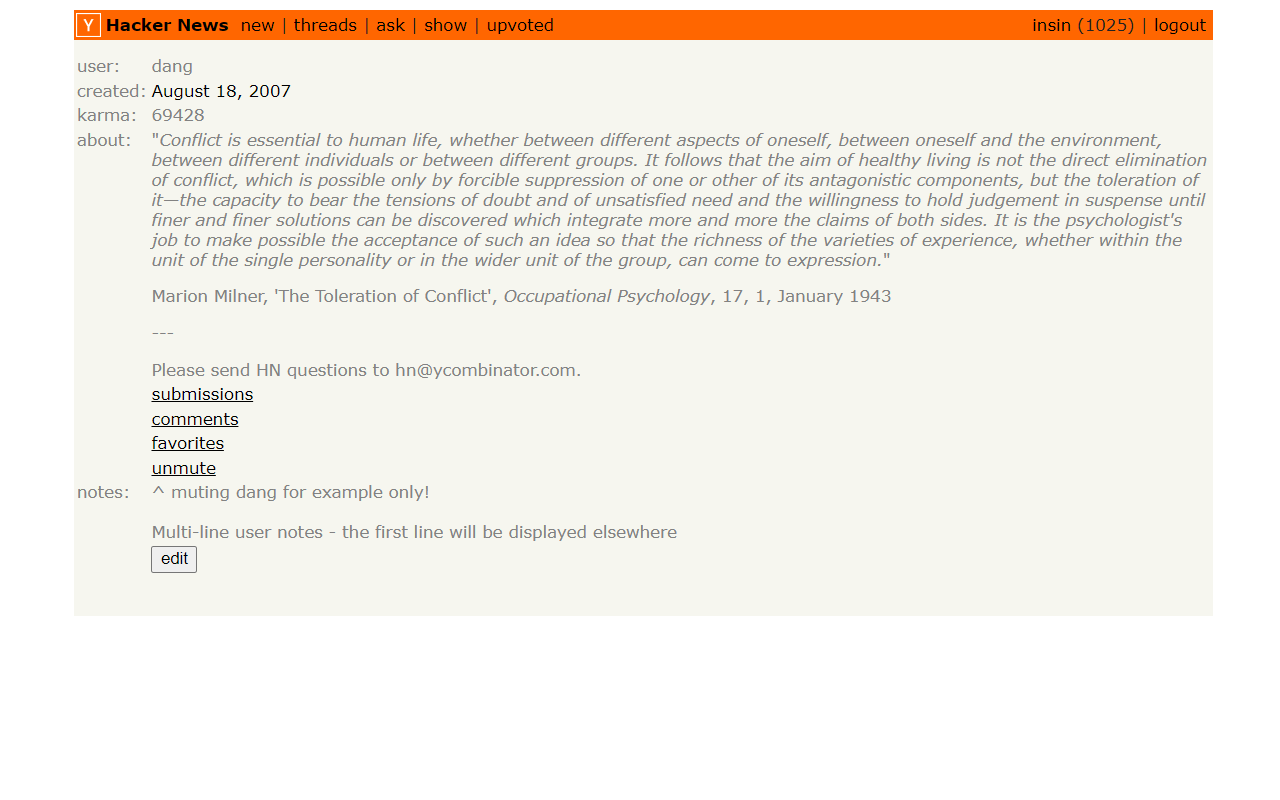 Y Hacker News new | threads | ask | show | upvoted insin (1025) | logout
user: dang
created: August 18, 2007
karma: 69428
about: "Conflict is essential to human life, whether between different aspects of oneself, between oneself and the environment,
between different individuals or between different groups. It follows that the aim of healthy living is not the direct elimination
of conflict, which is possible only by forcible suppression of one or other of its antagonistic components, but the toleration of
it—the capacity to bear the tensions of doubt and of unsatisfied need and the willingness to hold judgement in suspense until
finer and finer solutions can be discovered which integrate more and more the claims of both sides. It is the psychologist's
job to make possible the acceptance of such an idea so that the richness of the varieties of experience, whether within the
unit of the single personality or in the wider unit of the group, can come to expression."
Marion Milner, 'The Toleration of Conflict', Occupational Psychology, 17, 1, January 1943
---
Please send HN questions to hn@ycombinator.com.
submissions
comments
favorites
unmute
notes: ^ muting dang for example only!
Multi-line user notes - the first line will be displayed elsewhere
edit